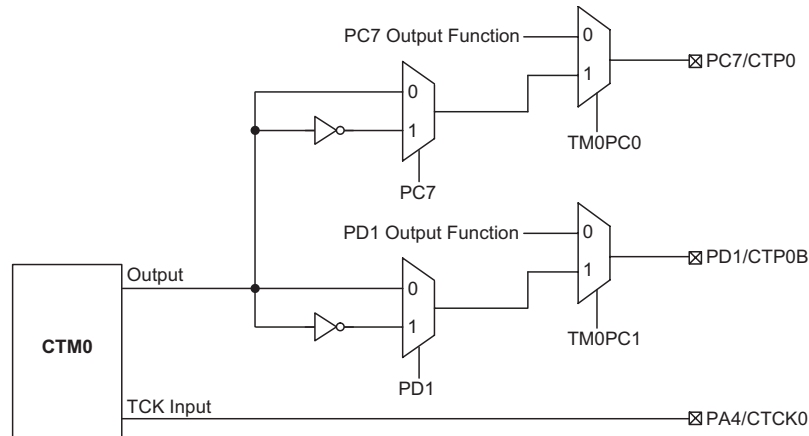 PC7 Output Function
0
1
PC7/CTP0
TM0PC0
0
1
PC7
PD1 Output Function
0
1
PD1/CTP0B
TM0PC1
Output
0
1
PD1
CTM0
TCK Input
PA4/CTCK0